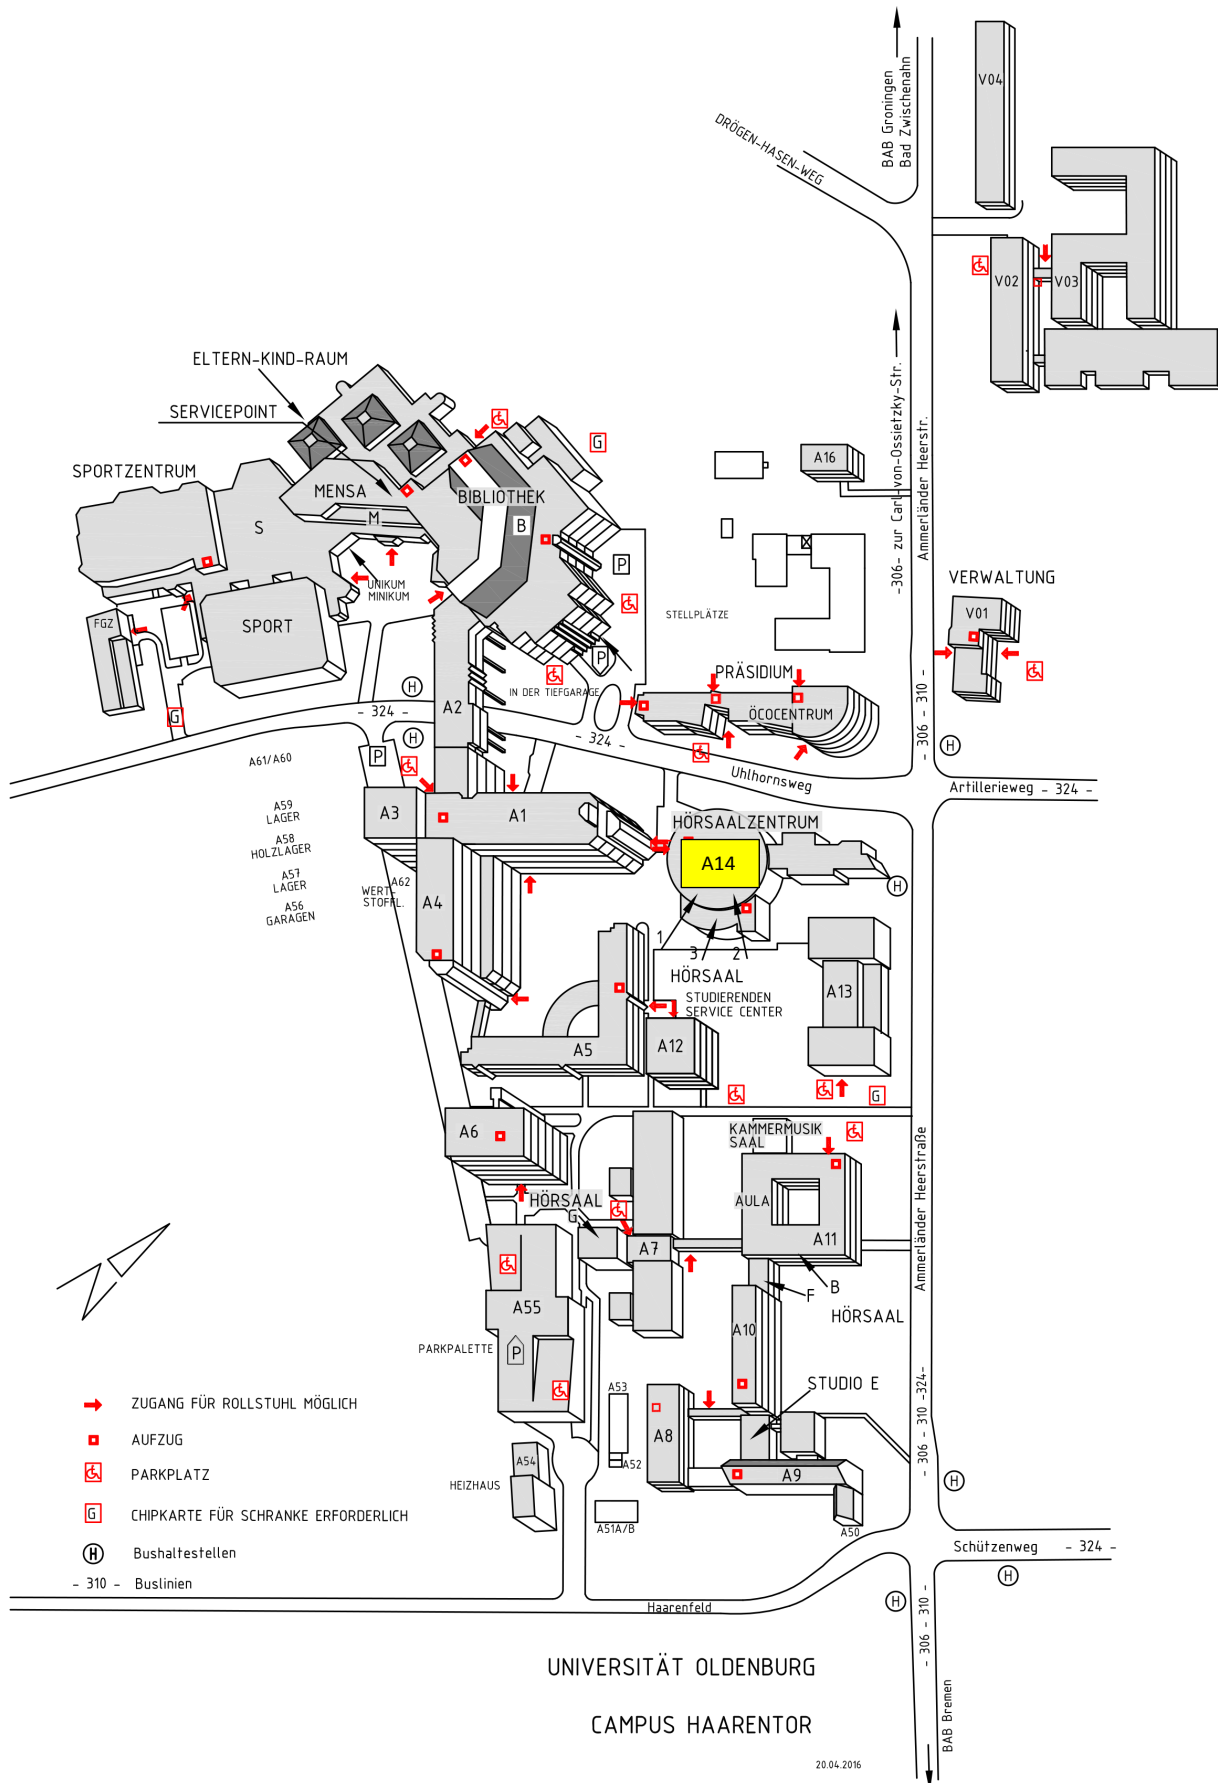 BAB Groningen
Bad Zwischenahn
V04
DRÖGEN-HASEN-WEG
V02
V03
-306- zur Carl-von-Ossietzky-Str.
Ammerländer Heerstr.
ELTERN-KIND-RAUM
SERVICEPOINT
G
A16
SPORTZENTRUM
MENSA
BIBLIOTHEK
S
M
B
P
UNIKUM
MINIKUM
VERWALTUNG
V01
FGZ
SPORT
STELLPLÄTZE
P
IN DER TIEFGARAGE
PRÄSIDIUM
ÖCOCENTRUM
H
- 324 -
A2
G
H
- 324 -
- 306 - 310 -
H
P
A61/A60
Uhlhornsweg
Artillerieweg - 324 -
A59
LAGER
A3
A1
HÖRSAALZENTRUM
A58
HOLZLAGER
A14
A57
LAGER
A62
WERT-
STOFFL.
A4
H
A56
GARAGEN
1
3
2
HÖRSAAL
STUDIERENDEN
SERVICE CENTER
A13
A5
A12
G
A6
KAMMERMUSIK
SAAL
Ammerländer Heerstraße
HÖRSAAL
G
AULA
A7
A11
B
F
A55
HÖRSAAL
A10
PARKPALETTE
P
STUDIO E
A53
A8
- 306 - 310 -324-
ZUGANG FÜR ROLLSTUHL MÖGLICH
AUFZUG
A54
A52
A9
H
PARKPLATZ
HEIZHAUS
G
CHIPKARTE FÜR SCHRANKE ERFORDERLICH
A51A/B
A50
H
Bushaltestellen
Schützenweg - 324 -
H
- 310 - Buslinien
Haarenfeld
H
- 306 - 310 -
UNIVERSITÄT OLDENBURG
CAMPUS HAARENTOR
BAB Bremen
20.04.2016